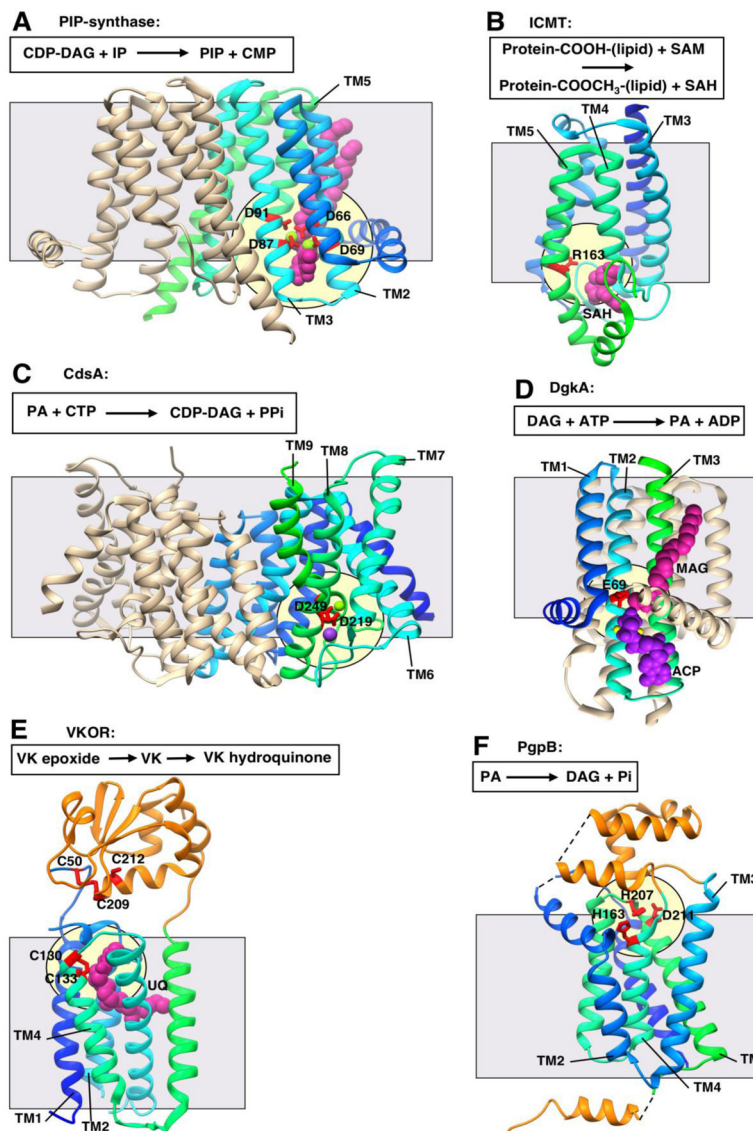 A
PIP-synthase:
CDP-DAG + IP ⟶ PIP + CMP
TM5
D91
D66
D87
D69
TM3
TM2
B
ICMT:
Protein-COOH-(lipid) + SAM
⟶
Protein-COOCH₃-(lipid) + SAH
TM4
TM3
TM5
R163
SAH
C
CdsA:
PA + CTP ⟶ CDP-DAG + PPi
TM9
TM8
TM7
D249
D219
TM6
D
DgkA:
DAG + ATP ⟶ PA + ADP
TM1
TM2
TM3
MAG
E69
ACP
E
VKOR:
VK epoxide ⟶ VK ⟶ VK hydroquinone
C50
C212
C209
C130
C133
UQ
TM4
TM1
TM2
F
PgpB:
PA ⟶ DAG + Pi
TM3
H207
H163
D211
TM2
TM4